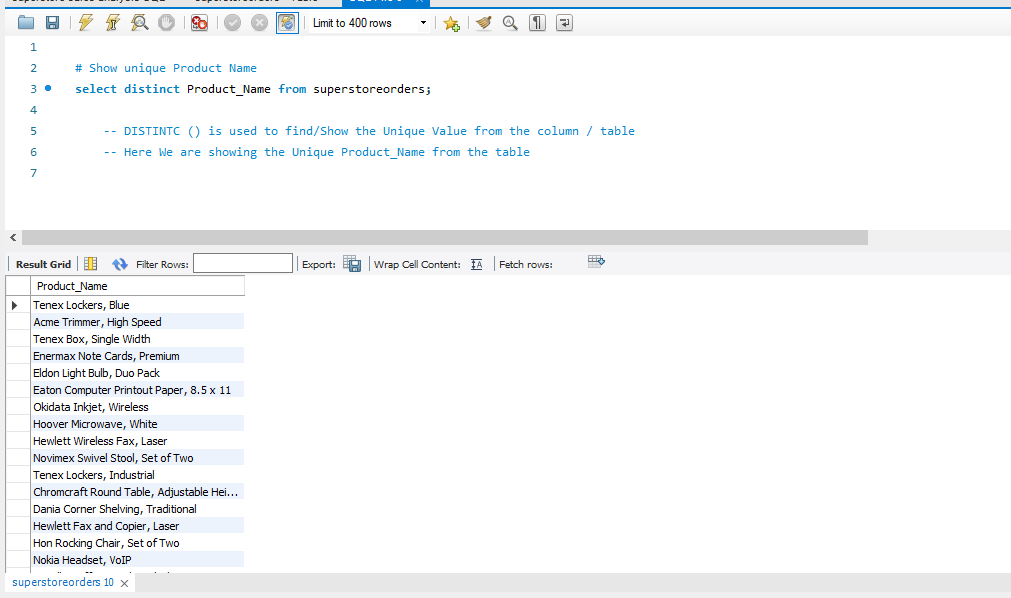 Limit to 400 rows
1
2 # Show unique Product Name
3 select distinct Product_Name from superstoreorders;
4
5 -- DISTINTC () is used to find/Show the Unique Value from the column / table
6 -- Here We are showing the Unique Product_Name from the table
7
Result Grid Filter Rows: Export: Wrap Cell Content: IA Fetch rows:
Product_Name
Tenex Lockers, Blue
Acme Trimmer, High Speed
Tenex Box, Single Width
Enermax Note Cards, Premium
Eldon Light Bulb, Duo Pack
Eaton Computer Printout Paper, 8.5 x 11
Okidata Inkjet, Wireless
Hoover Microwave, White
Hewlett Wireless Fax, Laser
Novimex Swivel Stool, Set of Two
Tenex Lockers, Industrial
Chromcraft Round Table, Adjustable Hei...
Dania Corner Shelving, Traditional
Hewlett Fax and Copier, Laser
Hon Rocking Chair, Set of Two
Nokia Headset, VoIP
superstoreorders 10